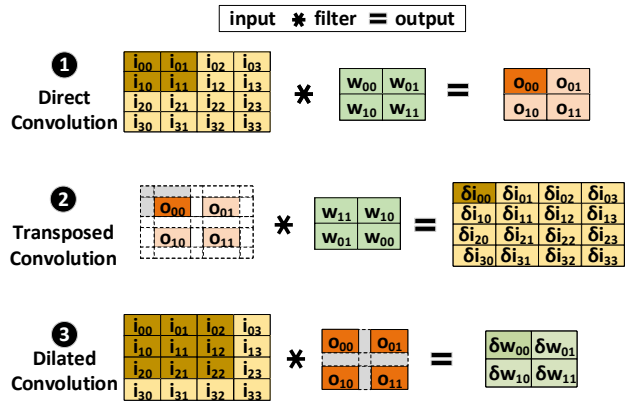 input * filter = output
1
Direct
Convolution
i00 i01 i02 i03
i10 i11 i12 i13
i20 i21 i22 i23
i30 i31 i32 i33
*
w00 w01
w10 w11
=
o00 o01
o10 o11
2
Transposed
Convolution
o00 o01
o10 o11
*
w11 w10
w01 w00
=
δi00 δi01 δi02 δi03
δi10 δi11 δi12 δi13
δi20 δi21 δi22 δi23
δi30 δi31 δi32 δi33
3
Dilated
Convolution
i00 i01 i02 i03
i10 i11 i12 i13
i20 i21 i22 i23
i30 i31 i32 i33
*
o00 o01
o10 o11
=
δw00 δw01
δw10 δw11